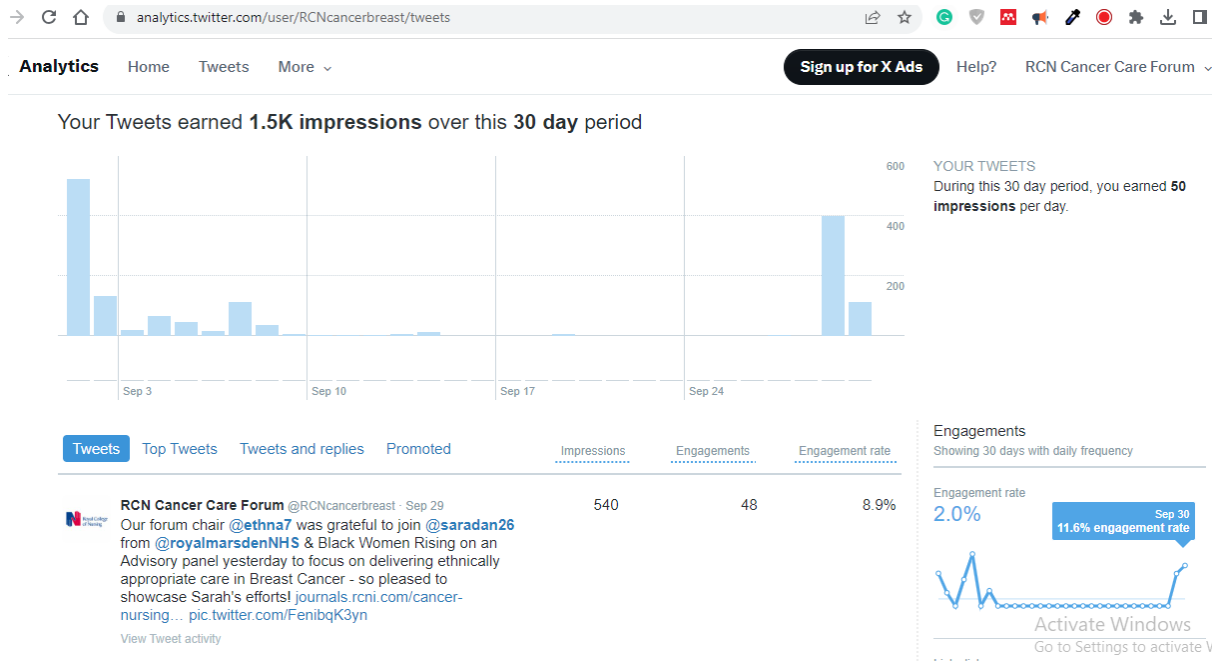 analytics.twitter.com/user/RCNcancerbreast/tweets
Analytics Home Tweets More Sign up for X Ads Help? RCN Cancer Care Forum
Your Tweets earned 1.5K impressions over this 30 day period
600
400
200
Sep 3 Sep 10 Sep 17 Sep 24
YOUR TWEETS
During this 30 day period, you earned 50
impressions per day.
Tweets Top Tweets Tweets and replies Promoted Impressions Engagements Engagement rate
Royal College
of Nursing
RCN Cancer Care Forum @RCNcancerbreast · Sep 29 540 48 8.9%
Our forum chair @ethna7 was grateful to join @saradan26
from @royalmarsdenNHS & Black Women Rising on an
Advisory panel yesterday to focus on delivering ethnically
appropriate care in Breast Cancer - so pleased to
showcase Sarah's efforts! journals.rcni.com/cancer-
nursing… pic.twitter.com/FenibqK3yn
View Tweet activity
Engagements
Showing 30 days with daily frequency
Engagement rate
2.0%
Sep 30
11.6% engagement rate
Activate Windows
Go to Settings to activate W